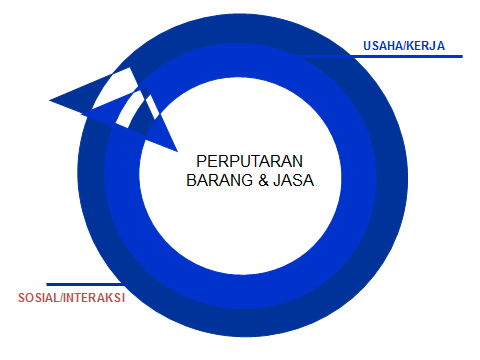 USAHA/KERJA
PERPUTARAN
BARANG & JASA
SOSIAL/INTERAKSI